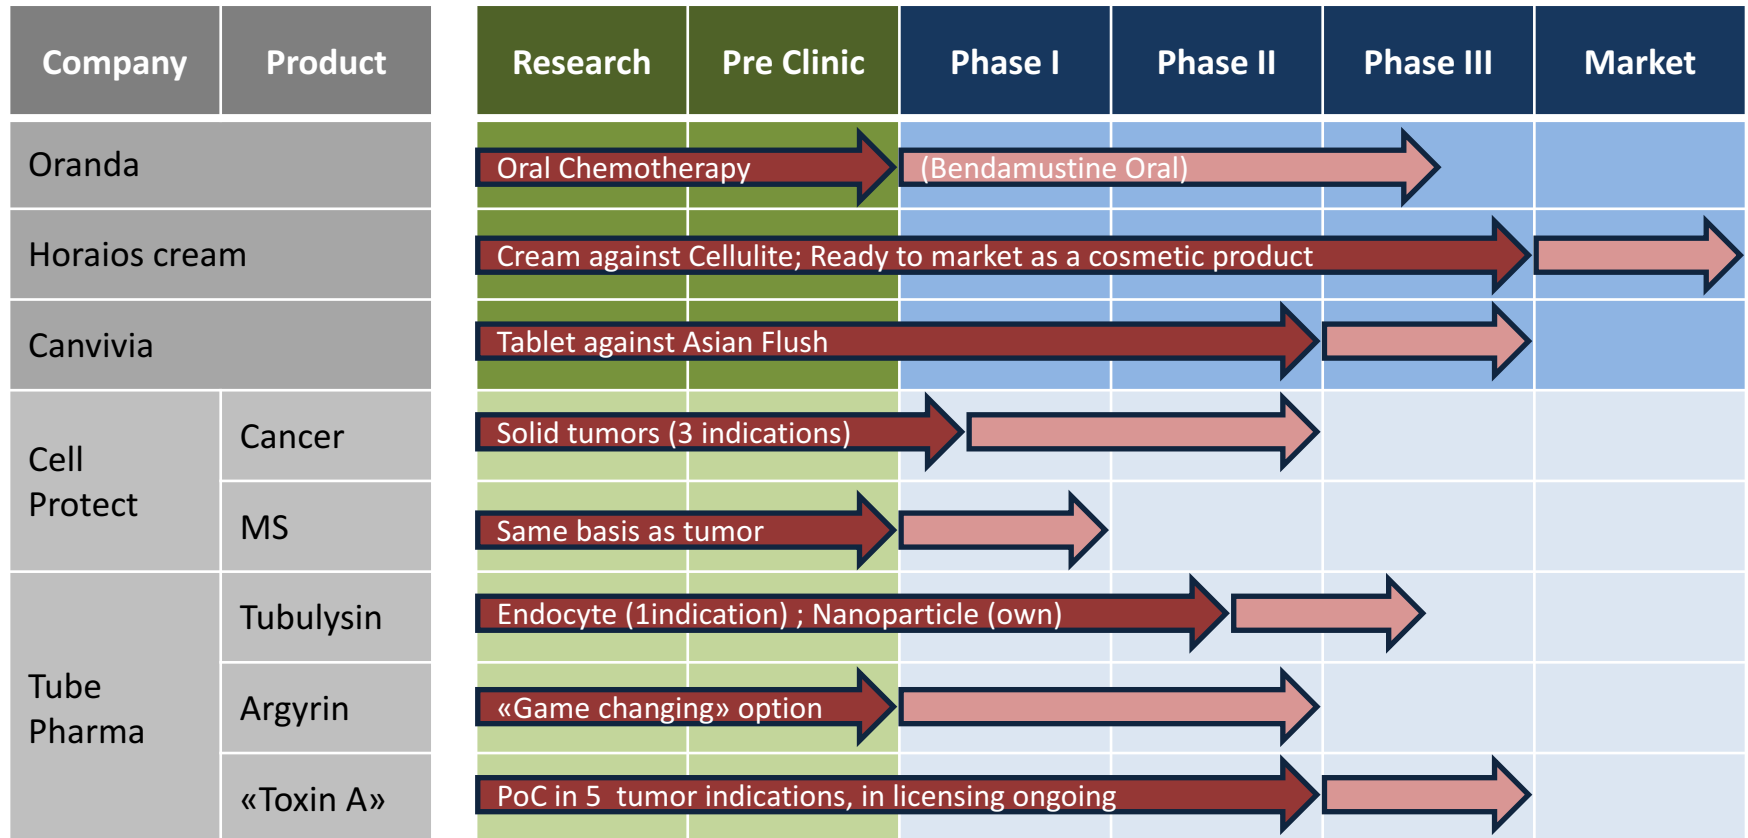 Company Product Research Pre Clinic Phase I Phase II Phase III Market
Oranda Oral Chemotherapy (Bendamustine Oral)
Horaios cream Cream against Cellulite; Ready to market as a cosmetic product
Canvivia Tablet against Asian Flush
Cell
Protect
Cancer Solid tumors (3 indications)
MS Same basis as tumor
Tube
Pharma
Tubulysin Endocyte (1indication) ; Nanoparticle (own)
Argyrin «Game changing» option
«Toxin A» PoC in 5  tumor indications, in licensing ongoing